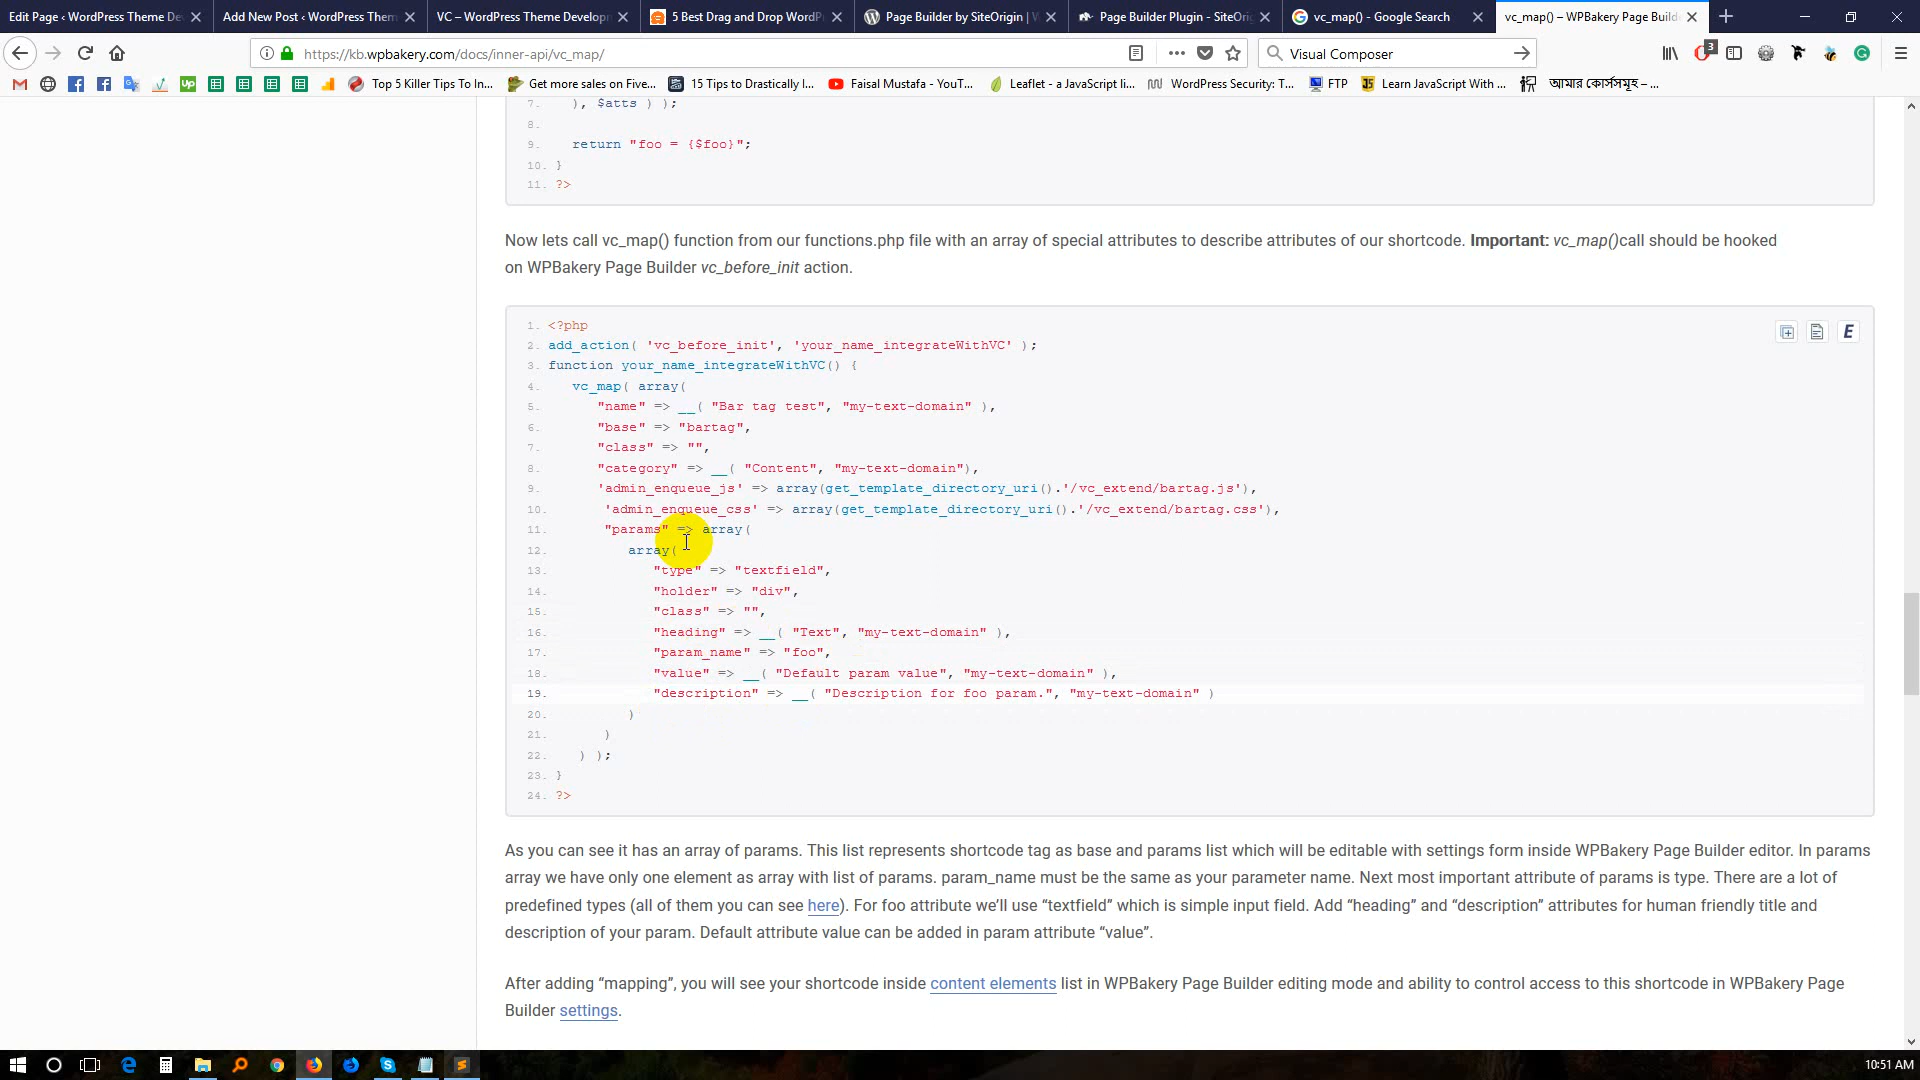 Edit Page ‹ WordPress Theme De
Add New Post ‹ WordPress Them
VC – WordPress Theme Developm
5 Best Drag and Drop WordP
Page Builder by SiteOrigin | W
Page Builder Plugin - SiteOrig
vc_map() - Google Search
vc_map() – WPBakery Page Build
https://kb.wpbakery.com/docs/inner-api/vc_map/
Visual Composer
3
Top 5 Killer Tips To In...
Get more sales on Five...
15 Tips to Drastically I...
Faisal Mustafa - YouT...
Leaflet - a JavaScript li...
WordPress Security: T...
FTP
Learn JavaScript With ...
আমার কোর্সসমূহ – ...
7. ), $atts ) );
8.
9. return "foo = {$foo}";
10. }
11. ?>
Now lets call vc_map() function from our functions.php file with an array of special attributes to describe attributes of our shortcode. Important: vc_map()call should be hooked
on WPBakery Page Builder vc_before_init action.
1. <?php
2. add_action( 'vc_before_init', 'your_name_integrateWithVC' );
3. function your_name_integrateWithVC() {
4. vc_map( array(
5. "name" => __( "Bar tag test", "my-text-domain" ),
6. "base" => "bartag",
7. "class" => "",
8. "category" => __( "Content", "my-text-domain"),
9. 'admin_enqueue_js' => array(get_template_directory_uri().'/vc_extend/bartag.js'),
10. 'admin_enqueue_css' => array(get_template_directory_uri().'/vc_extend/bartag.css'),
11. "params" => array(
12. array(
13. "type" => "textfield",
14. "holder" => "div",
15. "class" => "",
16. "heading" => __( "Text", "my-text-domain" ),
17. "param_name" => "foo",
18. "value" => __( "Default param value", "my-text-domain" ),
19. "description" => __( "Description for foo param.", "my-text-domain" )
20. )
21. )
22. ) );
23. }
24. ?>
E
As you can see it has an array of params. This list represents shortcode tag as base and params list which will be editable with settings form inside WPBakery Page Builder editor. In params
array we have only one element as array with list of params. param_name must be the same as your parameter name. Next most important attribute of params is type. There are a lot of
predefined types (all of them you can see here). For foo attribute we’ll use “textfield” which is simple input field. Add “heading” and “description” attributes for human friendly title and
description of your param. Default attribute value can be added in param attribute “value”.
After adding “mapping”, you will see your shortcode inside content elements list in WPBakery Page Builder editing mode and ability to control access to this shortcode in WPBakery Page
Builder settings.
10:51 AM